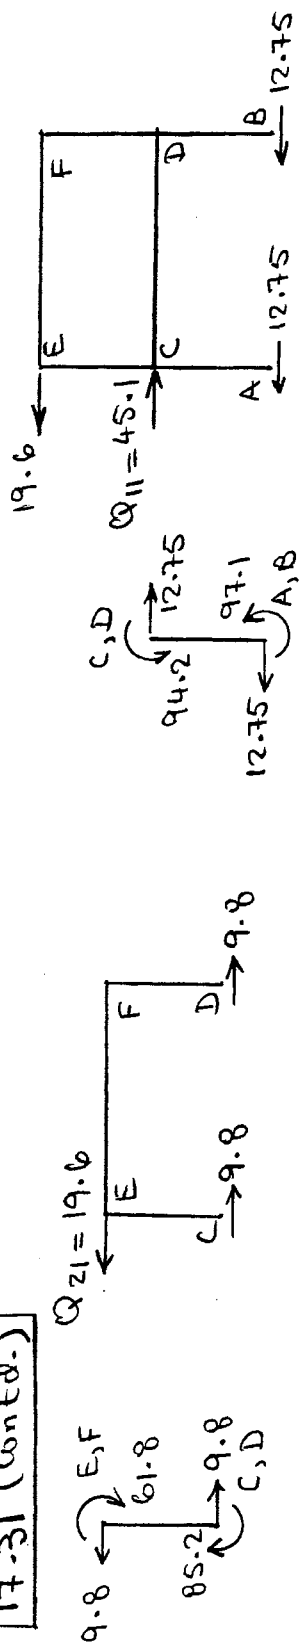 17.31 (contd.)
9.8
E,F
61.8
85.2
9.8
C,D
Q21 = 19.6
E
F
C
D
9.8
9.8
C,D
12.75
94.2
97.1
12.75
A,B
19.6
E
F
Q11 = 45.1
C
D
A
B
12.75
12.75